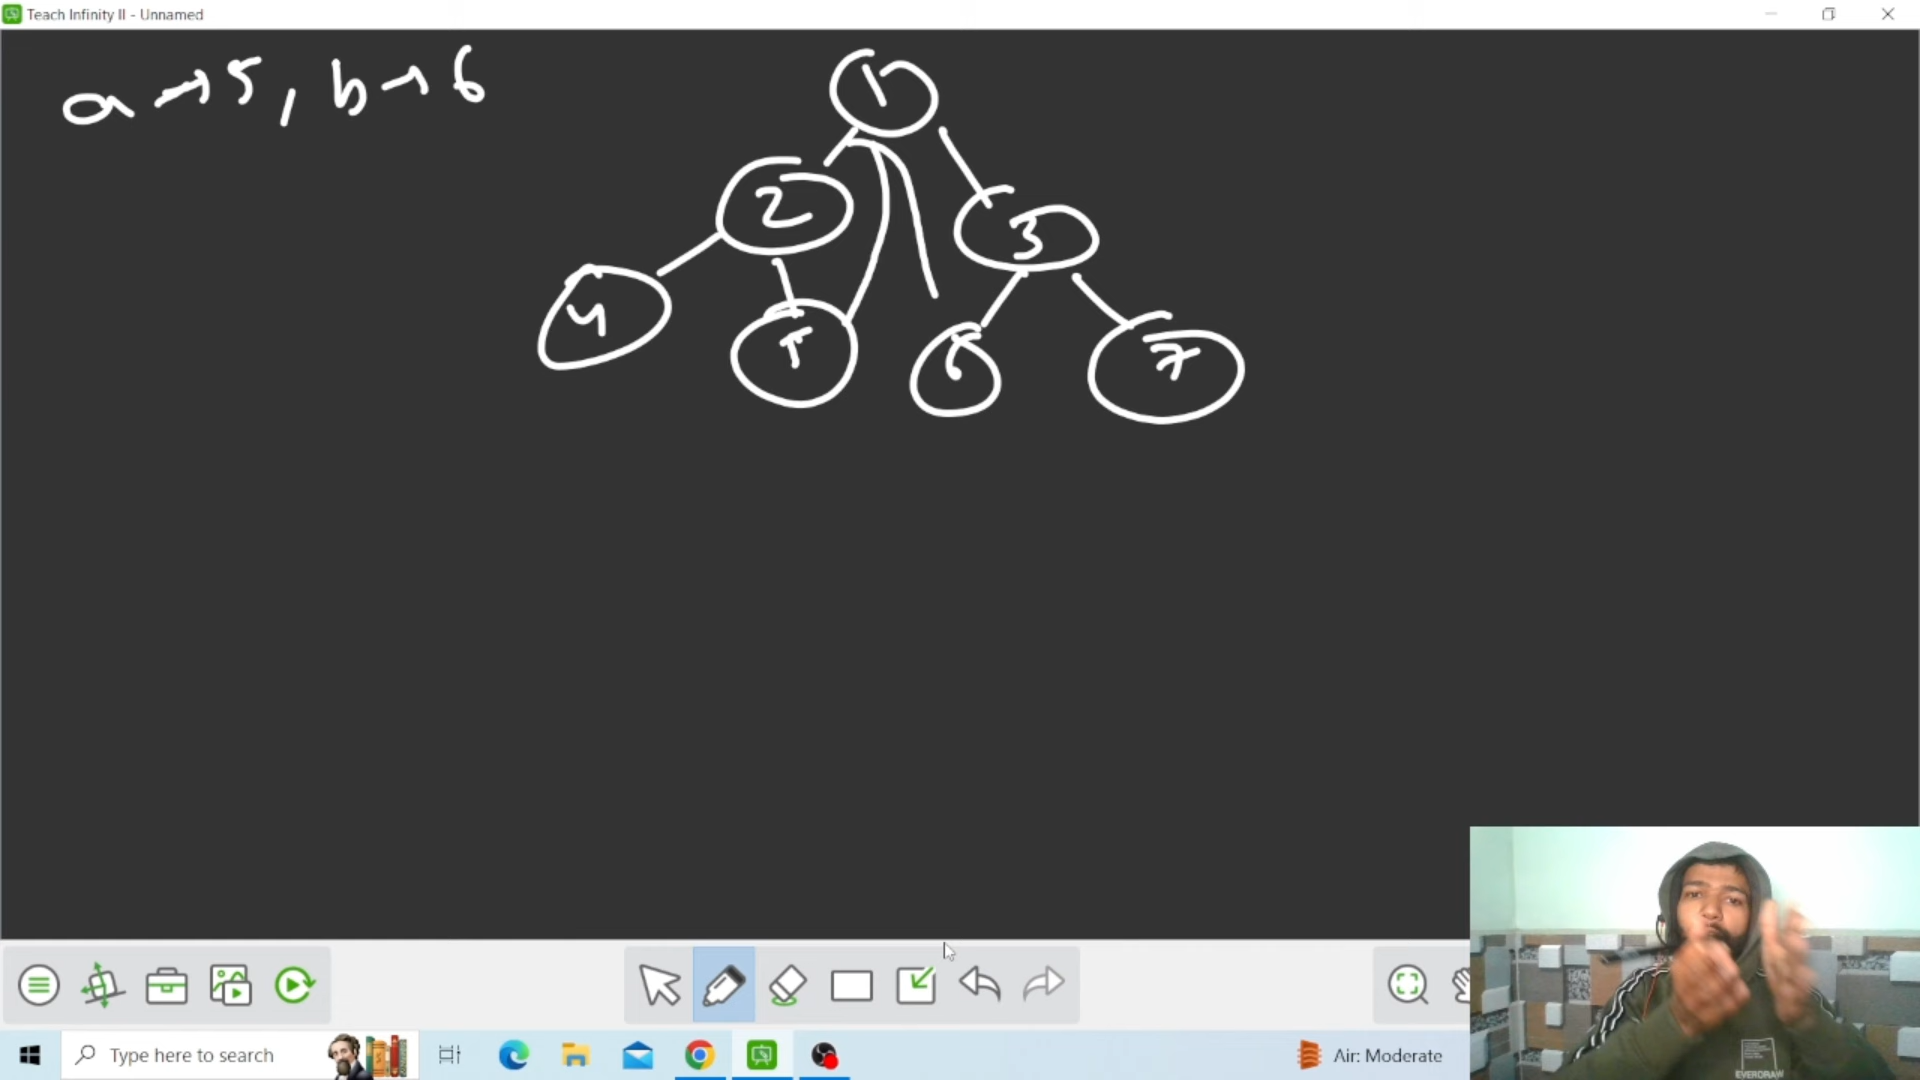 Teach Infinity II - Unnamed
a → 5, b → 6
1
2
3
4
5
6
7
Type here to search
Air: Moderate
EVERDRAW